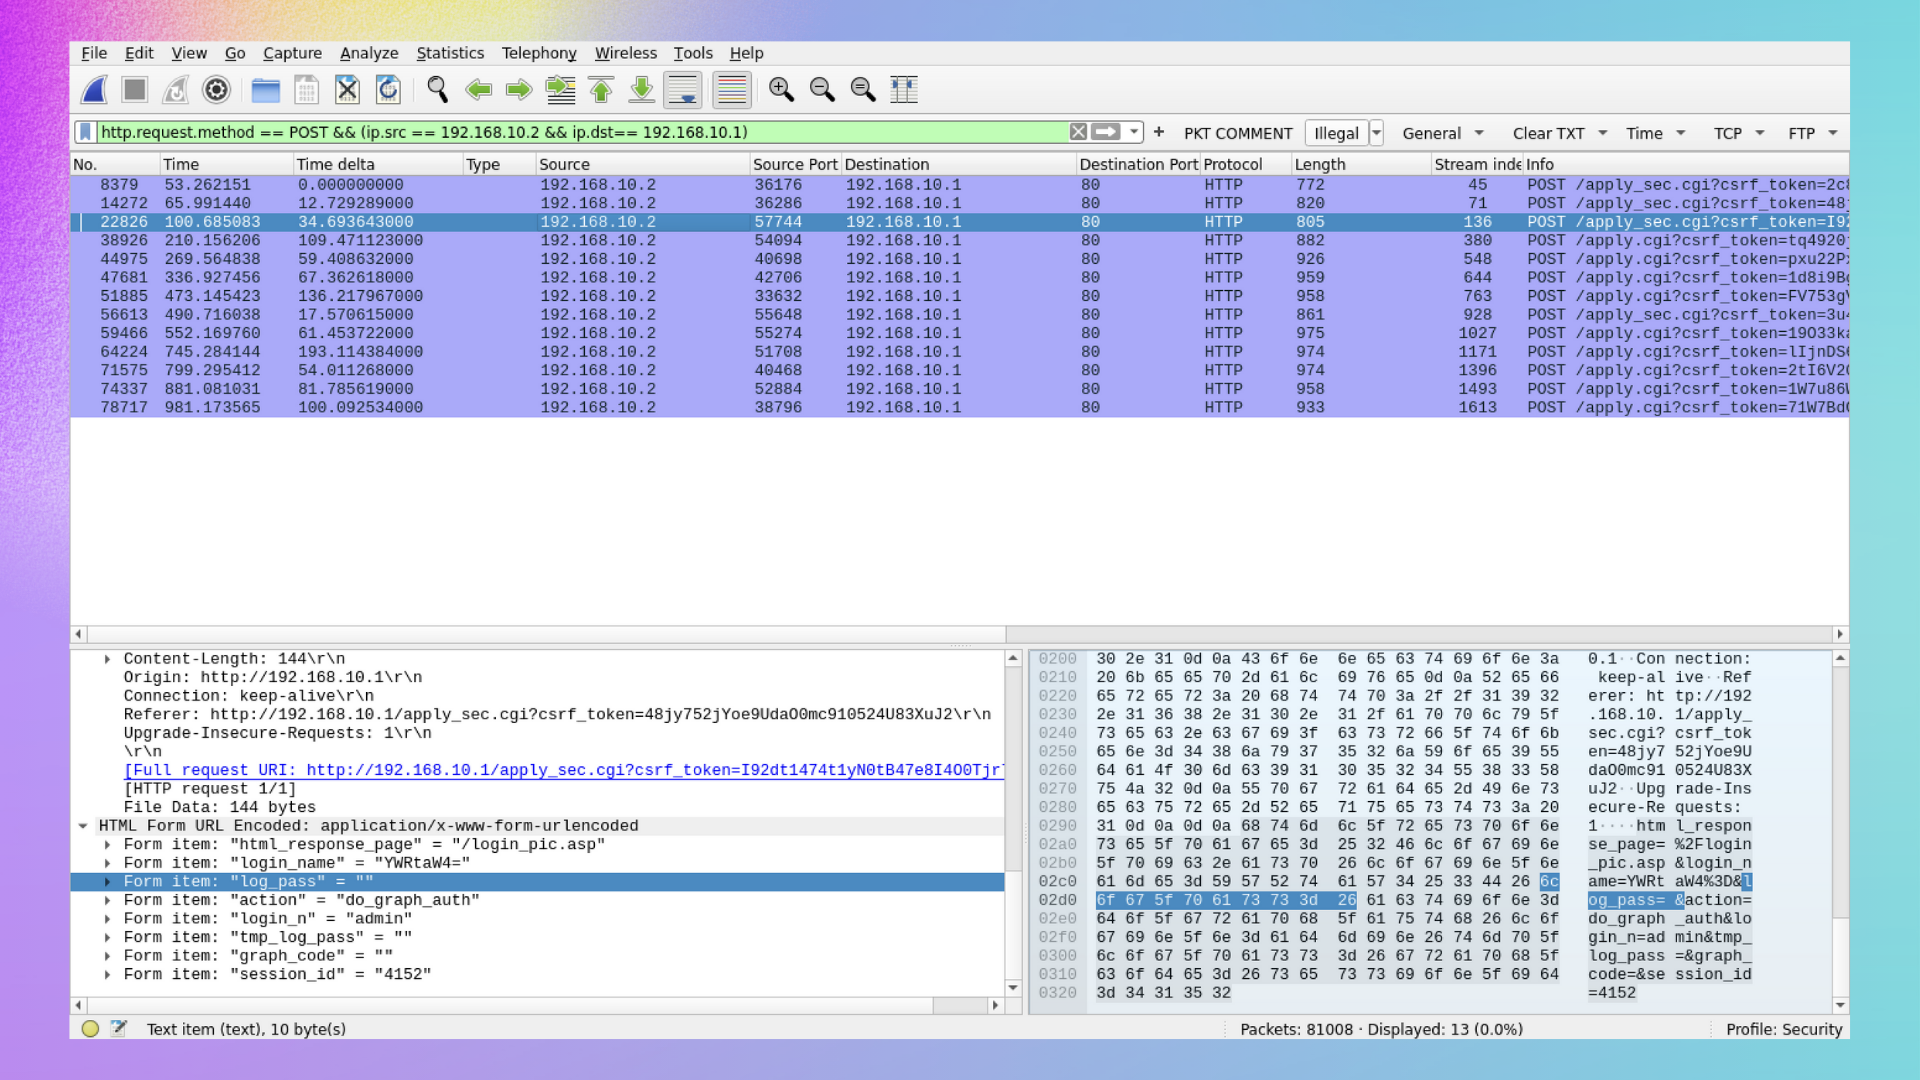 File Edit View Go Capture Analyze Statistics Telephony Wireless Tools Help
http.request.method == POST && (ip.src == 192.168.10.2 && ip.dst== 192.168.10.1) + PKT COMMENT Illegal General Clear TXT Time TCP FTP
No. Time Time delta Type Source Source Port Destination Destination Port Protocol Length Stream inde Info
8379 53.262151 0.000000000 192.168.10.2 36176 192.168.10.1 80 HTTP 772 45 POST /apply_sec.cgi?csrf_token=2c8
14272 65.991440 12.729289000 192.168.10.2 36286 192.168.10.1 80 HTTP 820 71 POST /apply_sec.cgi?csrf_token=48j
22826 100.685083 34.693643000 192.168.10.2 57744 192.168.10.1 80 HTTP 805 136 POST /apply_sec.cgi?csrf_token=I92
38926 210.156206 109.471123000 192.168.10.2 54094 192.168.10.1 80 HTTP 882 380 POST /apply.cgi?csrf_token=tq4920j
44975 269.564838 59.408632000 192.168.10.2 40698 192.168.10.1 80 HTTP 926 548 POST /apply.cgi?csrf_token=pxu22Px
47681 336.927456 67.362618000 192.168.10.2 42706 192.168.10.1 80 HTTP 959 644 POST /apply.cgi?csrf_token=1d8i9Bg
51885 473.145423 136.217967000 192.168.10.2 33632 192.168.10.1 80 HTTP 958 763 POST /apply.cgi?csrf_token=FV753gV
56613 490.716038 17.570615000 192.168.10.2 55648 192.168.10.1 80 HTTP 861 928 POST /apply_sec.cgi?csrf_token=3u4
59466 552.169760 61.453722000 192.168.10.2 55274 192.168.10.1 80 HTTP 975 1027 POST /apply.cgi?csrf_token=19O33ka
64224 745.284144 193.114384000 192.168.10.2 51708 192.168.10.1 80 HTTP 974 1171 POST /apply.cgi?csrf_token=lIjnDS6
71575 799.295412 54.011268000 192.168.10.2 40468 192.168.10.1 80 HTTP 974 1396 POST /apply.cgi?csrf_token=2tI6V2
74337 881.081031 81.785619000 192.168.10.2 52884 192.168.10.1 80 HTTP 958 1493 POST /apply.cgi?csrf_token=1W7u86
78717 981.173565 100.092534000 192.168.10.2 38796 192.168.10.1 80 HTTP 933 1613 POST /apply.cgi?csrf_token=71W7Bd
Content-Length: 144\r\n
Origin: http://192.168.10.1\r\n
Connection: keep-alive\r\n
Referer: http://192.168.10.1/apply_sec.cgi?csrf_token=48jy752jYoe9UdaO0mc910524U83XuJ2\r\n
Upgrade-Insecure-Requests: 1\r\n
\r\n
[Full request URI: http://192.168.10.1/apply_sec.cgi?csrf_token=I92dt1474t1yN0tB47e8I4O0Tjr
[HTTP request 1/1]
File Data: 144 bytes
HTML Form URL Encoded: application/x-www-form-urlencoded
Form item: "html_response_page" = "/login_pic.asp"
Form item: "login_name" = "YWRtaW4="
Form item: "log_pass" = ""
Form item: "action" = "do_graph_auth"
Form item: "login_n" = "admin"
Form item: "tmp_log_pass" = ""
Form item: "graph_code" = ""
Form item: "session_id" = "4152"
0200 30 2e 31 0d 0a 43 6f 6e 6e 65 63 74 69 6f 6e 3a 0.1··Con nection:
0210 20 6b 65 65 70 2d 61 6c 69 76 65 0d 0a 52 65 66 keep-al ive··Ref
0220 65 72 65 72 3a 20 68 74 74 70 3a 2f 2f 31 39 32 erer: ht tp://192
0230 2e 31 36 38 2e 31 30 2e 31 2f 61 70 70 6c 79 5f .168.10. 1/apply_
0240 73 65 63 2e 63 67 69 3f 63 73 72 66 5f 74 6f 6b sec.cgi? csrf_tok
0250 65 6e 3d 34 38 6a 79 37 35 32 6a 59 6f 65 39 55 en=48jy7 52jYoe9U
0260 64 61 4f 30 6d 63 39 31 30 35 32 34 55 38 33 58 daO0mc91 0524U83X
0270 75 4a 32 0d 0a 55 70 67 72 61 64 65 2d 49 6e 73 uJ2··Upg rade-Ins
0280 65 63 75 72 65 2d 52 65 71 75 65 73 74 73 3a 20 ecure-Re quests:
0290 31 0d 0a 0d 0a 68 74 6d 6c 5f 72 65 73 70 6f 6e 1····htm l_respon
02a0 73 65 5f 70 61 67 65 3d 25 32 46 6c 6f 67 69 6e se_page= %2Flogin
02b0 5f 70 69 63 2e 61 73 70 26 6c 6f 67 69 6e 5f 6e _pic.asp &login_n
02c0 61 6d 65 3d 59 57 52 74 61 57 34 25 33 44 26 6c ame=YWRt aW4%3D&l
02d0 6f 67 5f 70 61 73 73 3d 26 61 63 74 69 6f 6e 3d og_pass= &action=
02e0 64 6f 5f 67 72 61 70 68 5f 61 75 74 68 26 6c 6f do_graph _auth&lo
02f0 67 69 6e 5f 6e 3d 61 64 6d 69 6e 26 74 6d 70 5f gin_n=ad min&tmp_
0300 6c 6f 67 5f 70 61 73 73 3d 26 67 72 61 70 68 5f log_pass =&graph_
0310 63 6f 64 65 3d 26 73 65 73 73 69 6f 6e 5f 69 64 code=&se ssion_id
0320 3d 34 31 35 32 =4152
Text item (text), 10 byte(s) Packets: 81008 · Displayed: 13 (0.0%) Profile: Security